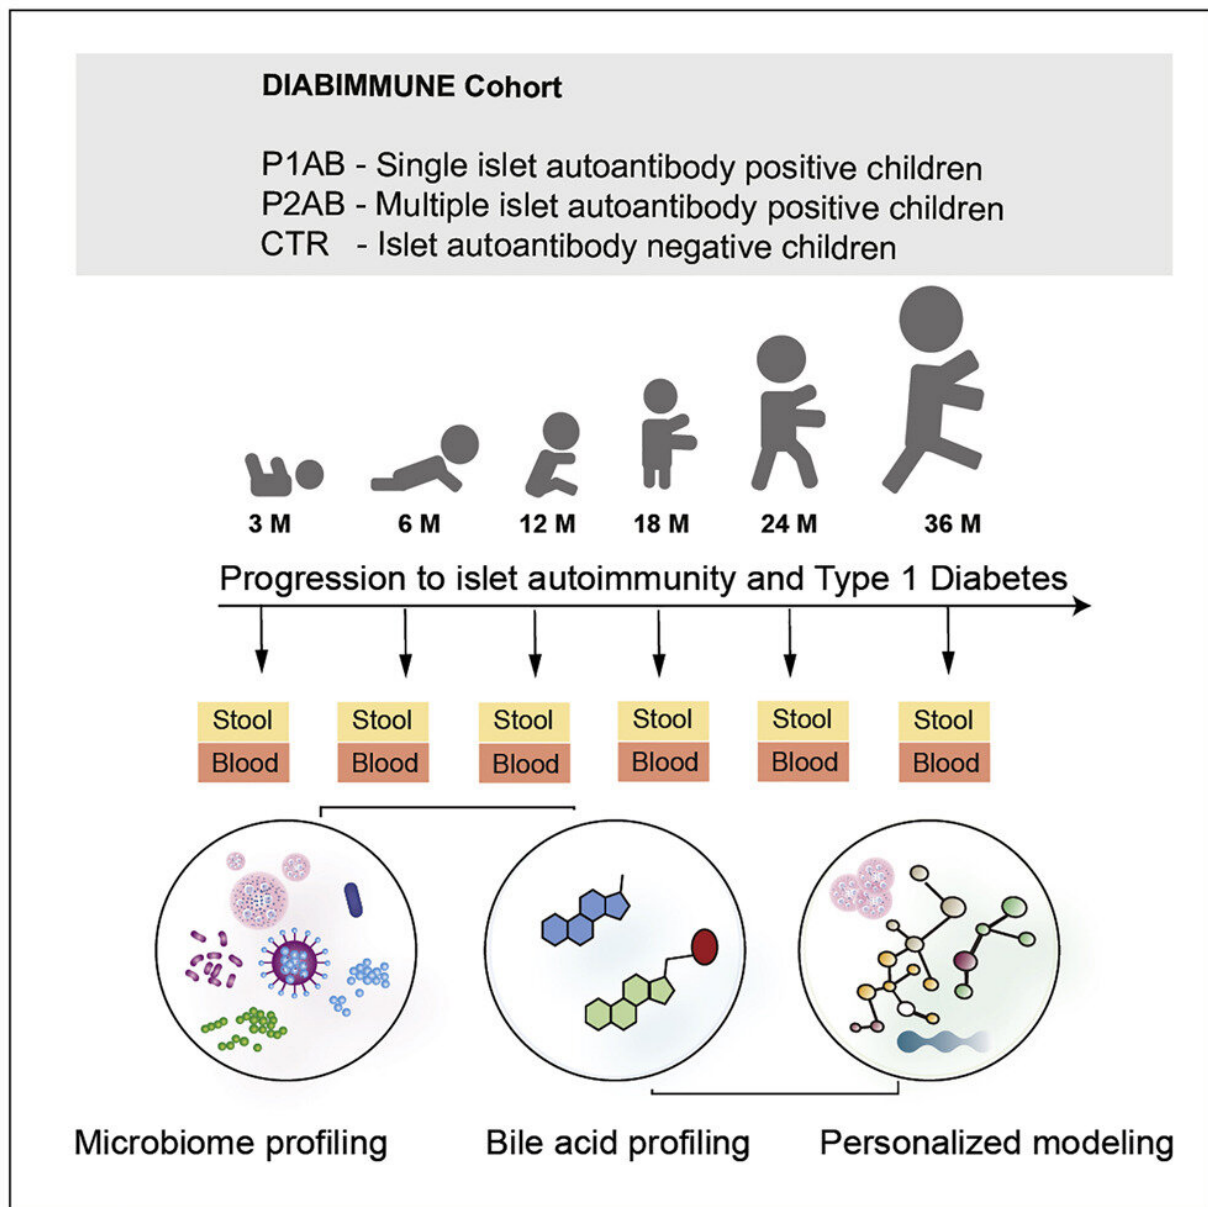 DIABIMMUNE Cohort
P1AB - Single islet autoantibody positive children
P2AB - Multiple islet autoantibody positive children
CTR - Islet autoantibody negative children
3 M 6 M 12 M 18 M 24 M 36 M
Progression to islet autoimmunity and Type 1 Diabetes
Stool Stool Stool Stool Stool Stool
Blood Blood Blood Blood Blood Blood
Microbiome profiling Bile acid profiling Personalized modeling